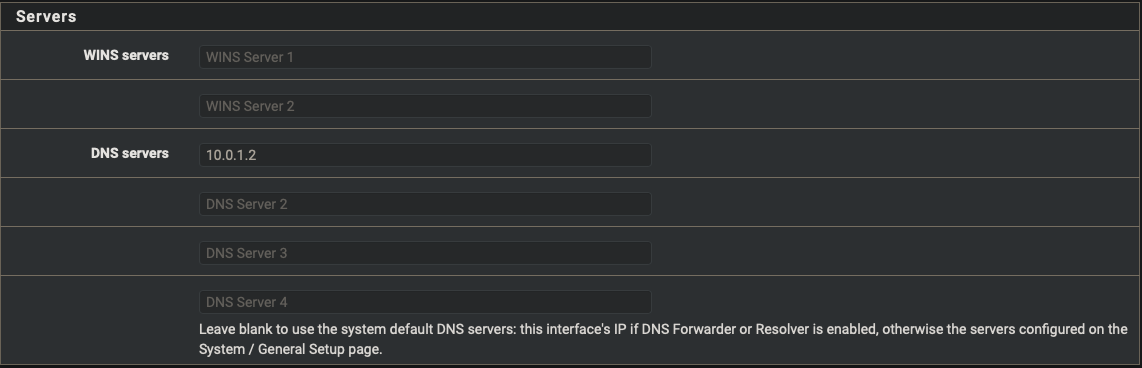 Servers
WINS servers
WINS Server 1
WINS Server 2
DNS servers
10.0.1.2
DNS Server 2
DNS Server 3
DNS Server 4
Leave blank to use the system default DNS servers: this interface's IP if DNS Forwarder or Resolver is enabled, otherwise the servers configured on the
System / General Setup page.